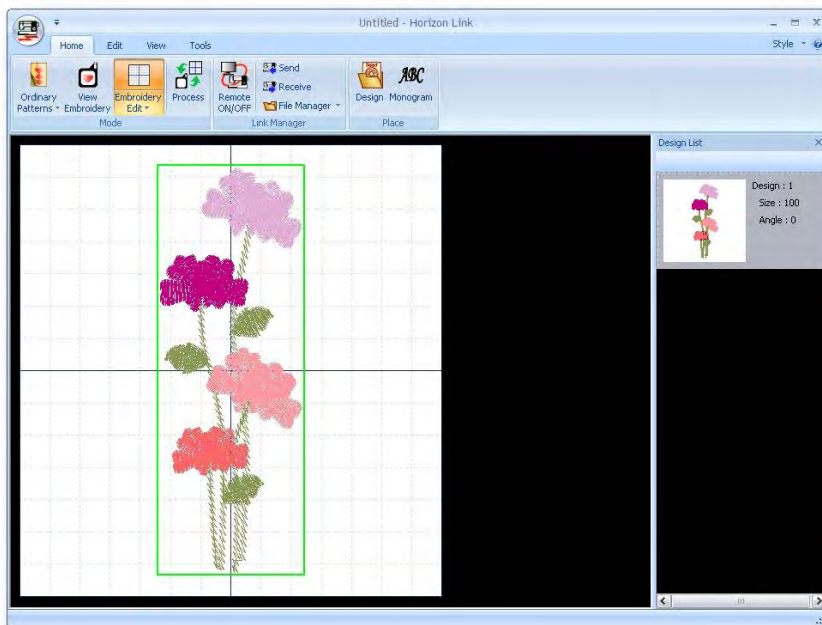 Untitled - Horizon Link
Home Edit View Tools
Style
Ordinary Patterns
View Embroidery
Embroidery Edit
Process
Mode
Remote ON/OFF
Send
Receive
File Manager
Link Manager
Design
ABC
Monogram
Place
Design List
Design : 1
Size : 100
Angle : 0